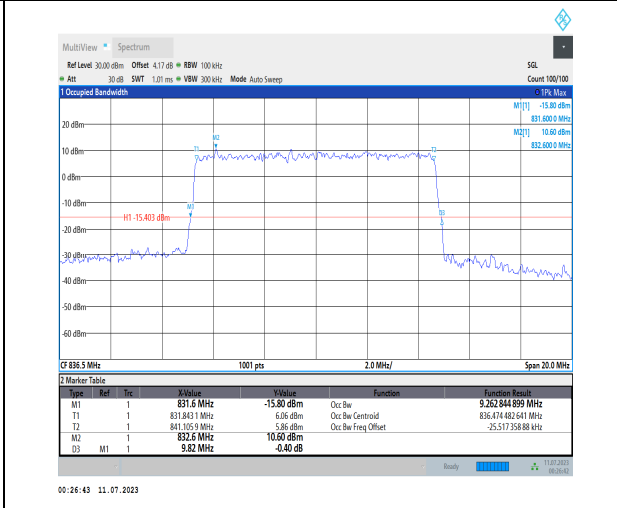 MultiView Spectrum
Ref Level 30.00 dBm Offset 4.17 dB RBW 100 kHz SGL
Att 30 dB SWT 1.01 ms VBW 300 kHz Mode Auto Sweep Count 100/100
1 Occupied Bandwidth 1Pk Max
M1[1] -15.80 dBm
831.600 0 MHz
M2[1] 10.60 dBm
832.600 0 MHz
20 dBm
M2
T1 T2
10 dBm
0 dBm
-10 dBm
M1
D3
H1 -15.403 dBm
-20 dBm
-30 dBm
-40 dBm
-50 dBm
-60 dBm
CF 836.5 MHz 1001 pts 2.0 MHz/ Span 20.0 MHz
2 Marker Table
Type Ref Trc X-Value Y-Value Function Function Result
M1 1 831.6 MHz -15.80 dBm Occ Bw 9.262 844 899 MHz
T1 1 831.843 1 MHz 6.06 dBm Occ Bw Centroid 836.474 482 641 MHz
T2 1 841.105 9 MHz 5.86 dBm Occ Bw Freq Offset -25.517 358 88 kHz
M2 1 832.6 MHz 10.60 dBm
D3 M1 1 9.82 MHz -0.40 dB
Ready 11.07.2023
00:26:42
00:26:43 11.07.2023